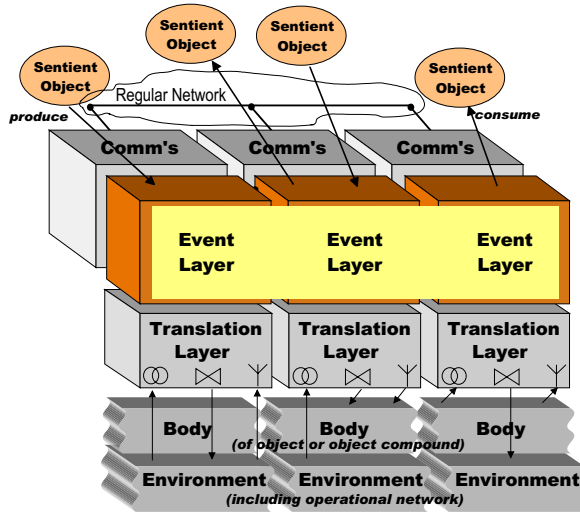 Sentient
Object
Sentient
Object
Sentient
Object
Sentient
Object
Regular Network
produce
consume
Comm's
Comm's
Comm's
Event
Layer
Event
Layer
Event
Layer
Translation
Layer
Translation
Layer
Translation
Layer
Body
Body
Body
(of object or object compound)
Environment
Environment
Environment
(including operational network)